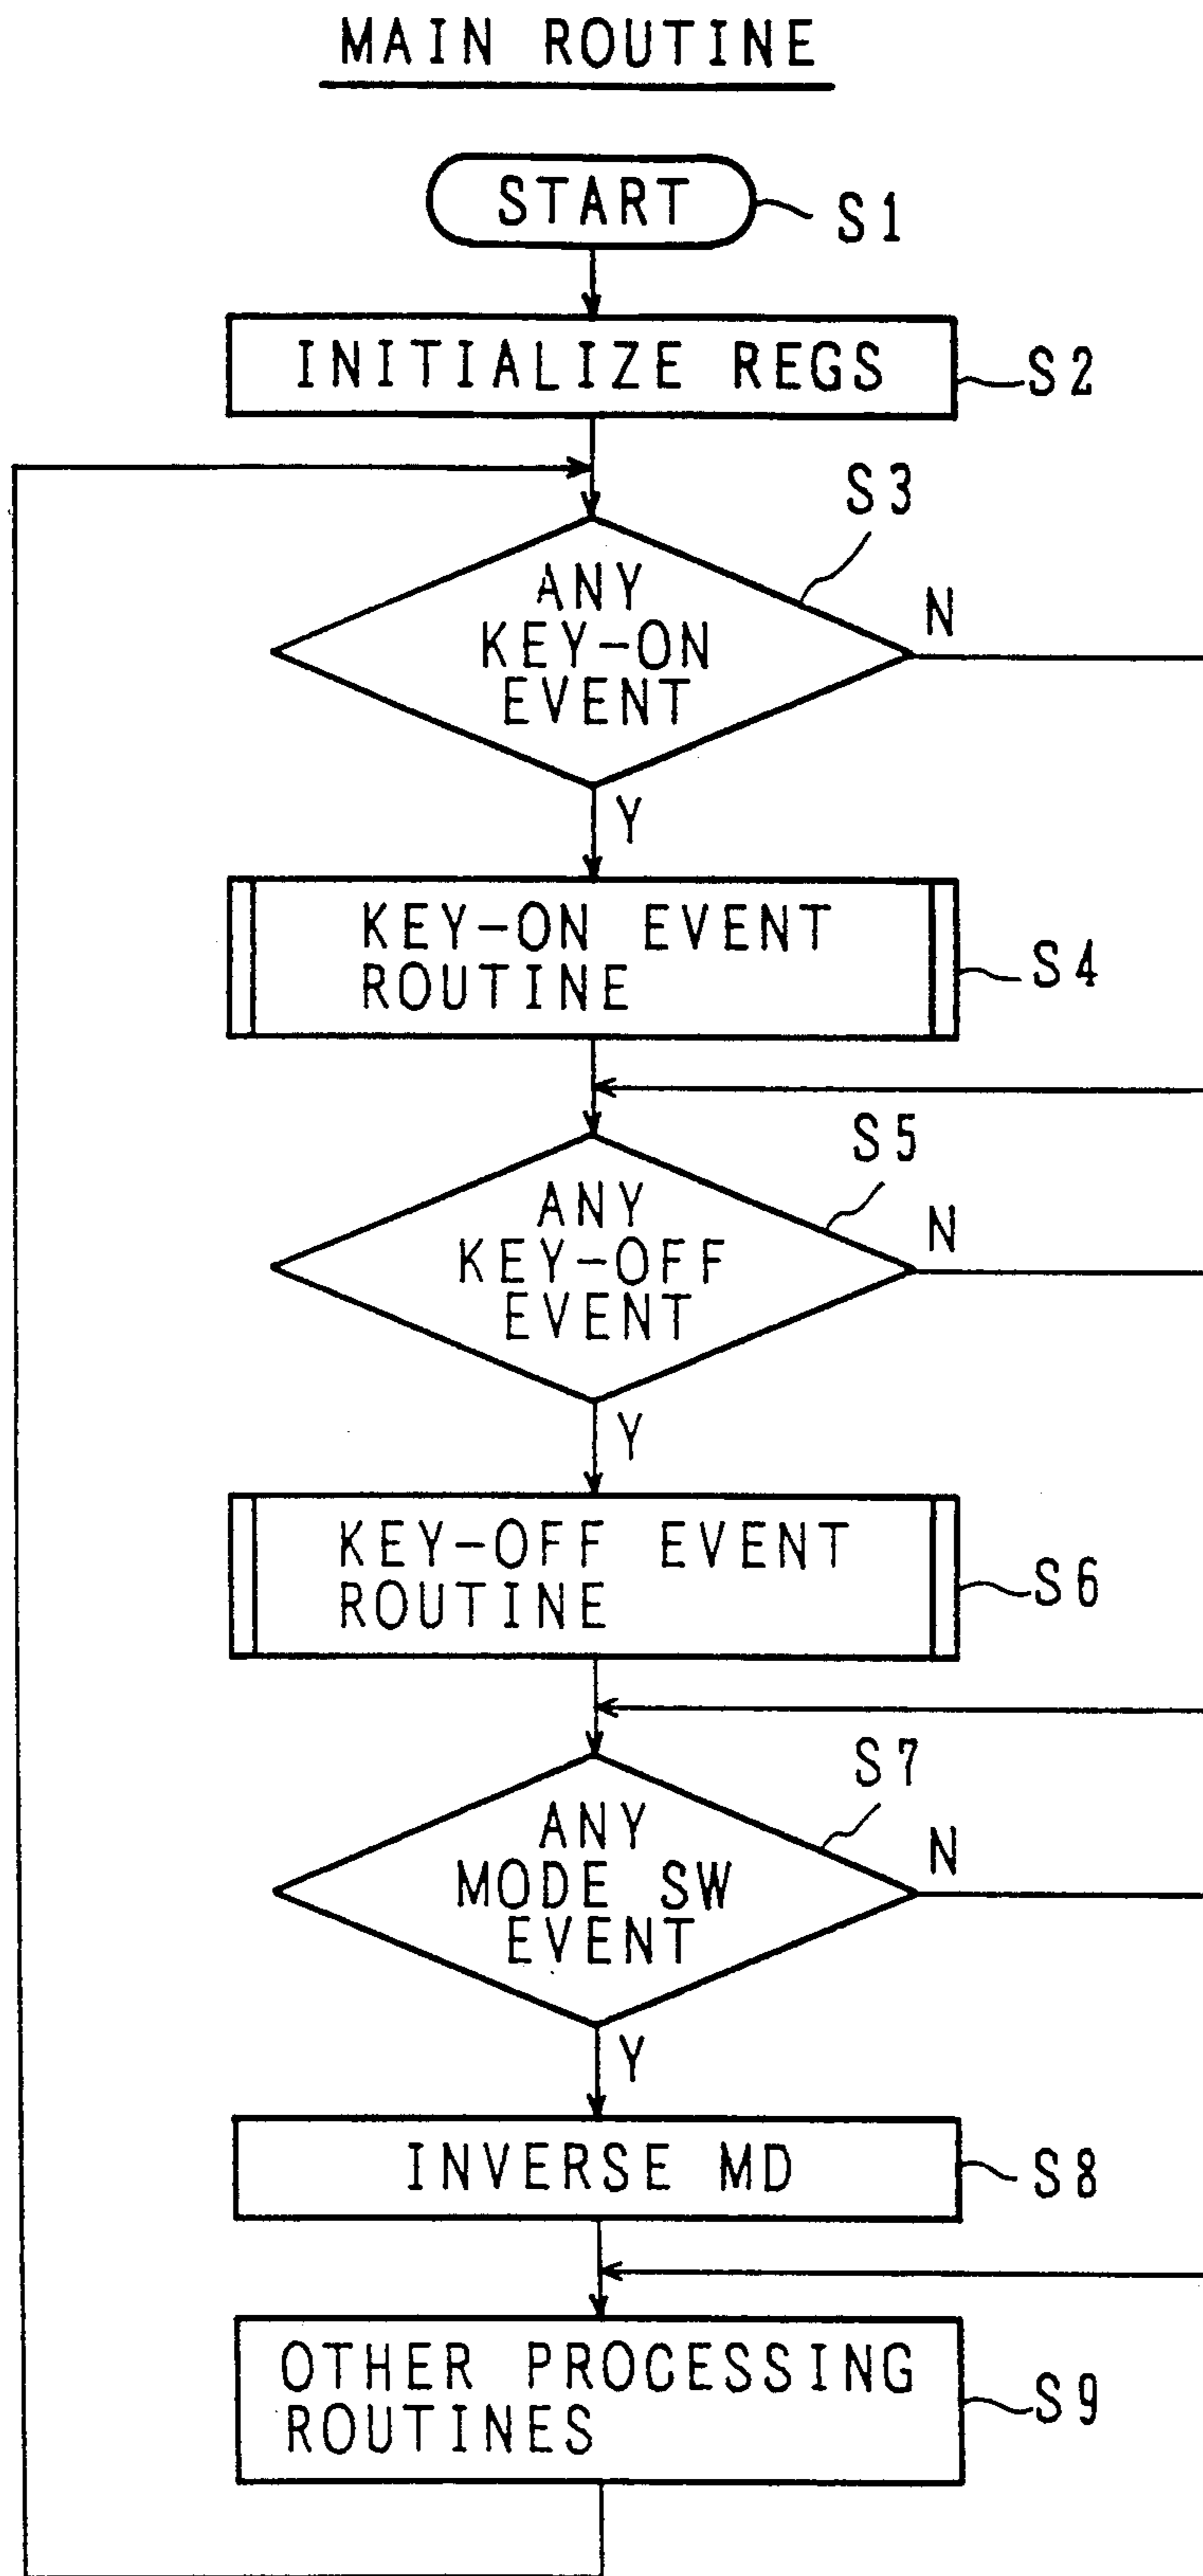 MAIN ROUTINE
START
S1
INITIALIZE REGS
S2
S3
ANY
KEY-ON
EVENT
N
Y
KEY-ON EVENT
ROUTINE
S4
S5
ANY
KEY-OFF
EVENT
N
Y
KEY-OFF EVENT
ROUTINE
S6
S7
ANY
MODE SW
EVENT
N
Y
INVERSE MD
S8
OTHER PROCESSING
ROUTINES
S9